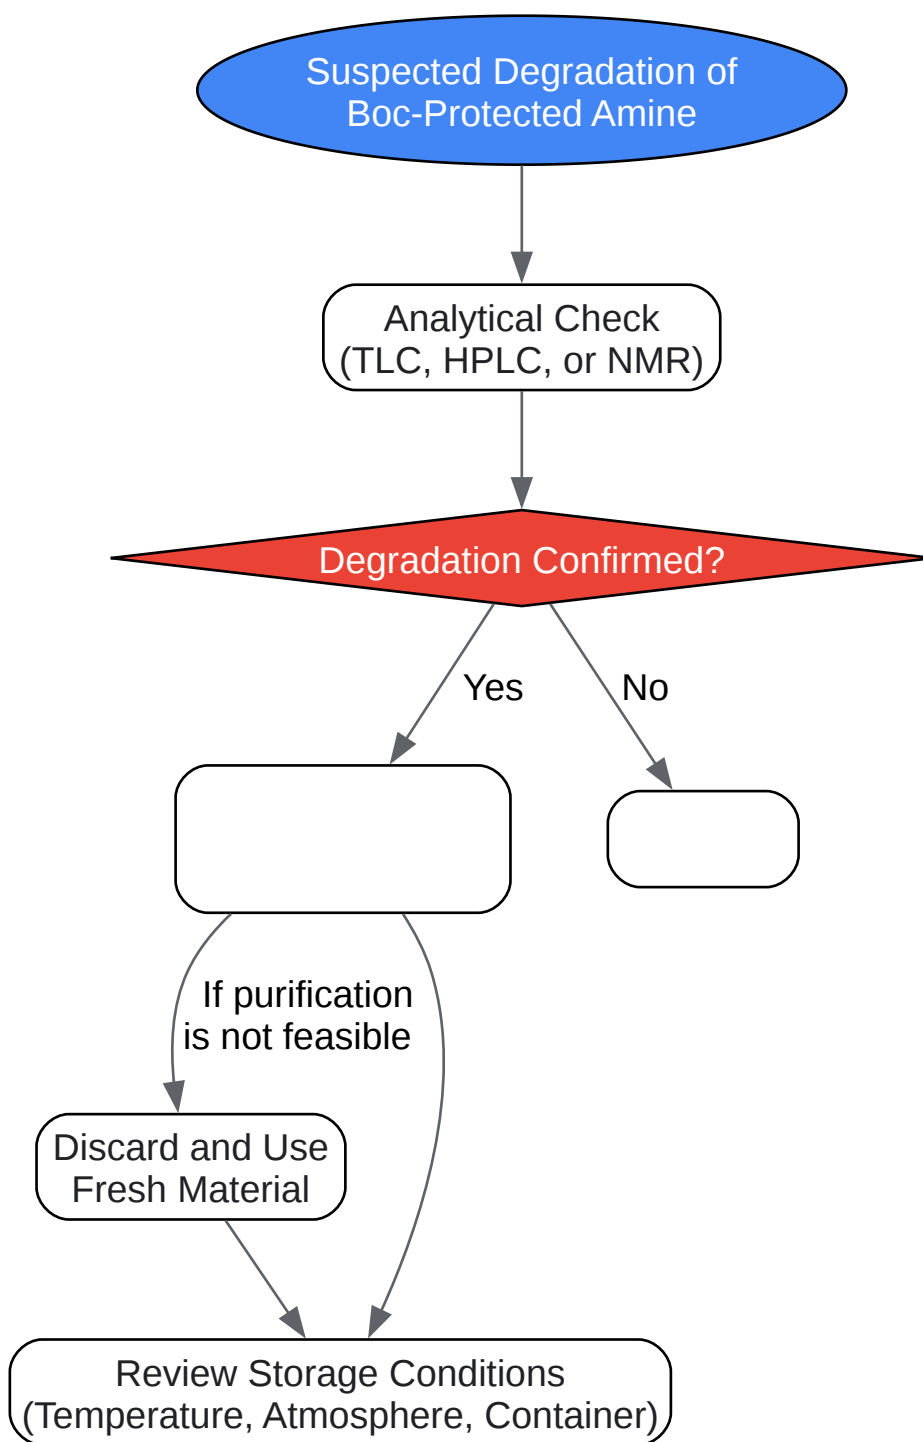 Suspected Degradation of
Boc-Protected Amine
Analytical Check
(TLC, HPLC, or NMR)
Degradation Confirmed?
Yes
No
If purification
is not feasible
Discard and Use
Fresh Material
Review Storage Conditions
(Temperature, Atmosphere, Container)